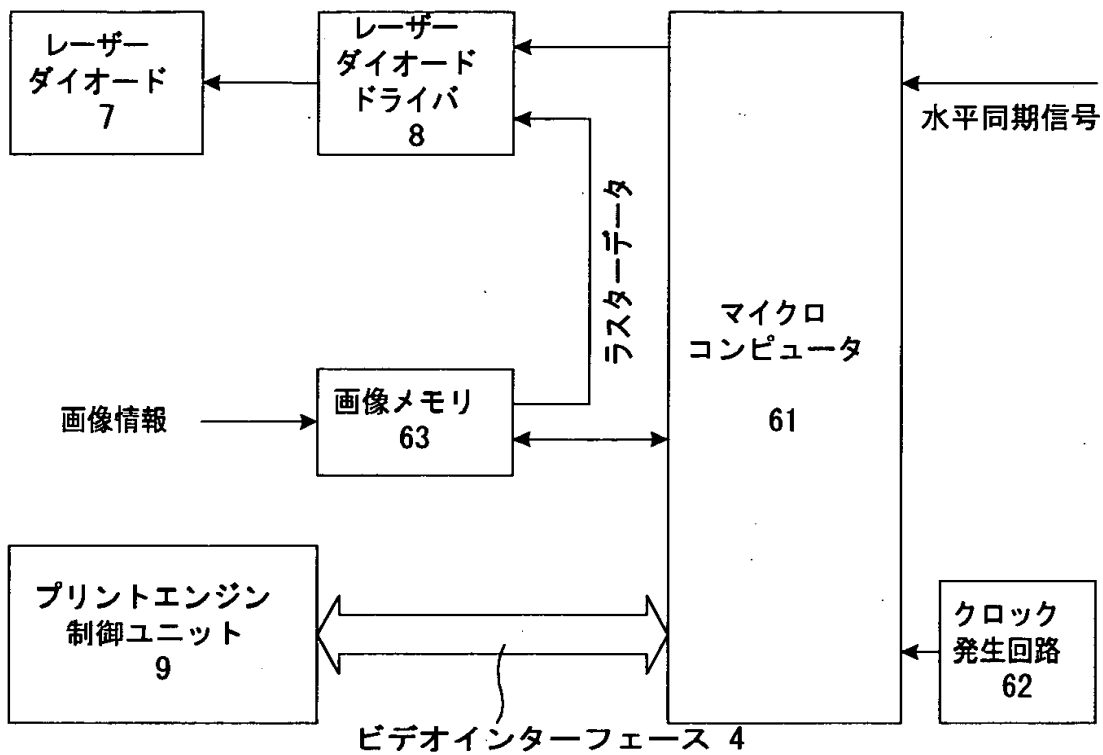 レーザー
ダイオード
7
レーザー
ダイオード
ドライバ
8
水平同期信号
ラスターデータ
マイクロ
コンピュータ
61
画像情報
画像メモリ
63
プリントエンジン
制御ユニット
9
クロック
発生回路
62
ビデオインターフェース 4